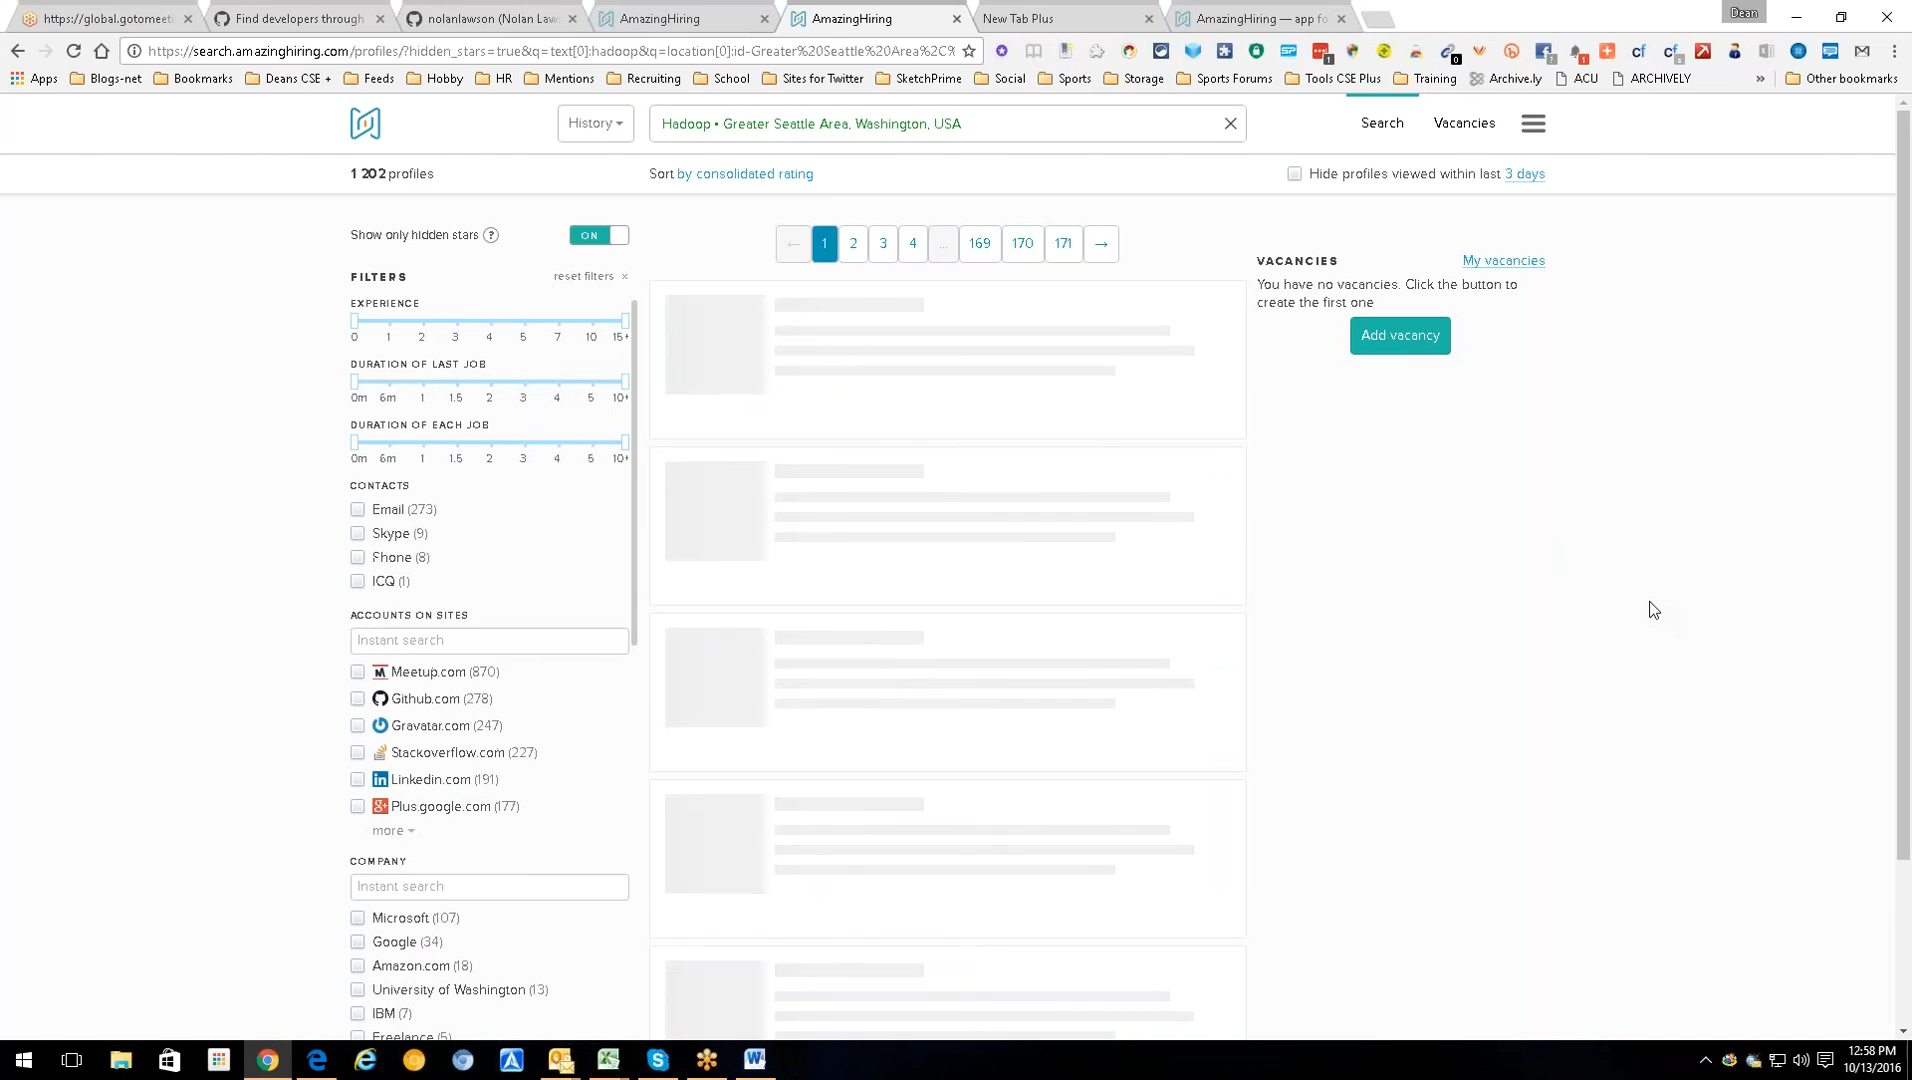 https://global.gotomeeti
Find developers through
nolanlawson (Nolan Law
AmazingHiring
AmazingHiring
New Tab Plus
AmazingHiring — app fo
Dean
https://search.amazinghiring.com/profiles/?hidden_stars=true&q=text[0]:hadoop&q=location[0]:id-Greater%20Seattle%20Area%2C%
Apps
Blogs-net
Bookmarks
Deans CSE +
Feeds
Hobby
HR
Mentions
Recruiting
School
Sites for Twitter
SketchPrime
Social
Sports
Storage
Sports Forums
Tools CSE Plus
Training
Archive.ly
ACU
ARCHIVELY
»
Other bookmarks
History
Hadoop • Greater Seattle Area, Washington, USA
Search
Vacancies
1 202 profiles
Sort by consolidated rating
Hide profiles viewed within last 3 days
Show only hidden stars ?
ON
← 1 2 3 4 ... 169 170 171 →
FILTERS
reset filters ×
EXPERIENCE
0 1 2 3 4 5 7 10 15+
DURATION OF LAST JOB
0m 6m 1 1.5 2 3 4 5 10+
DURATION OF EACH JOB
0m 6m 1 1.5 2 3 4 5 10+
CONTACTS
Email (273)
Skype (9)
Phone (8)
ICQ (1)
ACCOUNTS ON SITES
Instant search
Meetup.com (870)
Github.com (278)
Gravatar.com (247)
Stackoverflow.com (227)
Linkedin.com (191)
Plus.google.com (177)
more
COMPANY
Instant search
Microsoft (107)
Google (34)
Amazon.com (18)
University of Washington (13)
IBM (7)
Freelance (5)
VACANCIES
My vacancies
You have no vacancies. Click the button to
create the first one
Add vacancy
12:58 PM
10/13/2016